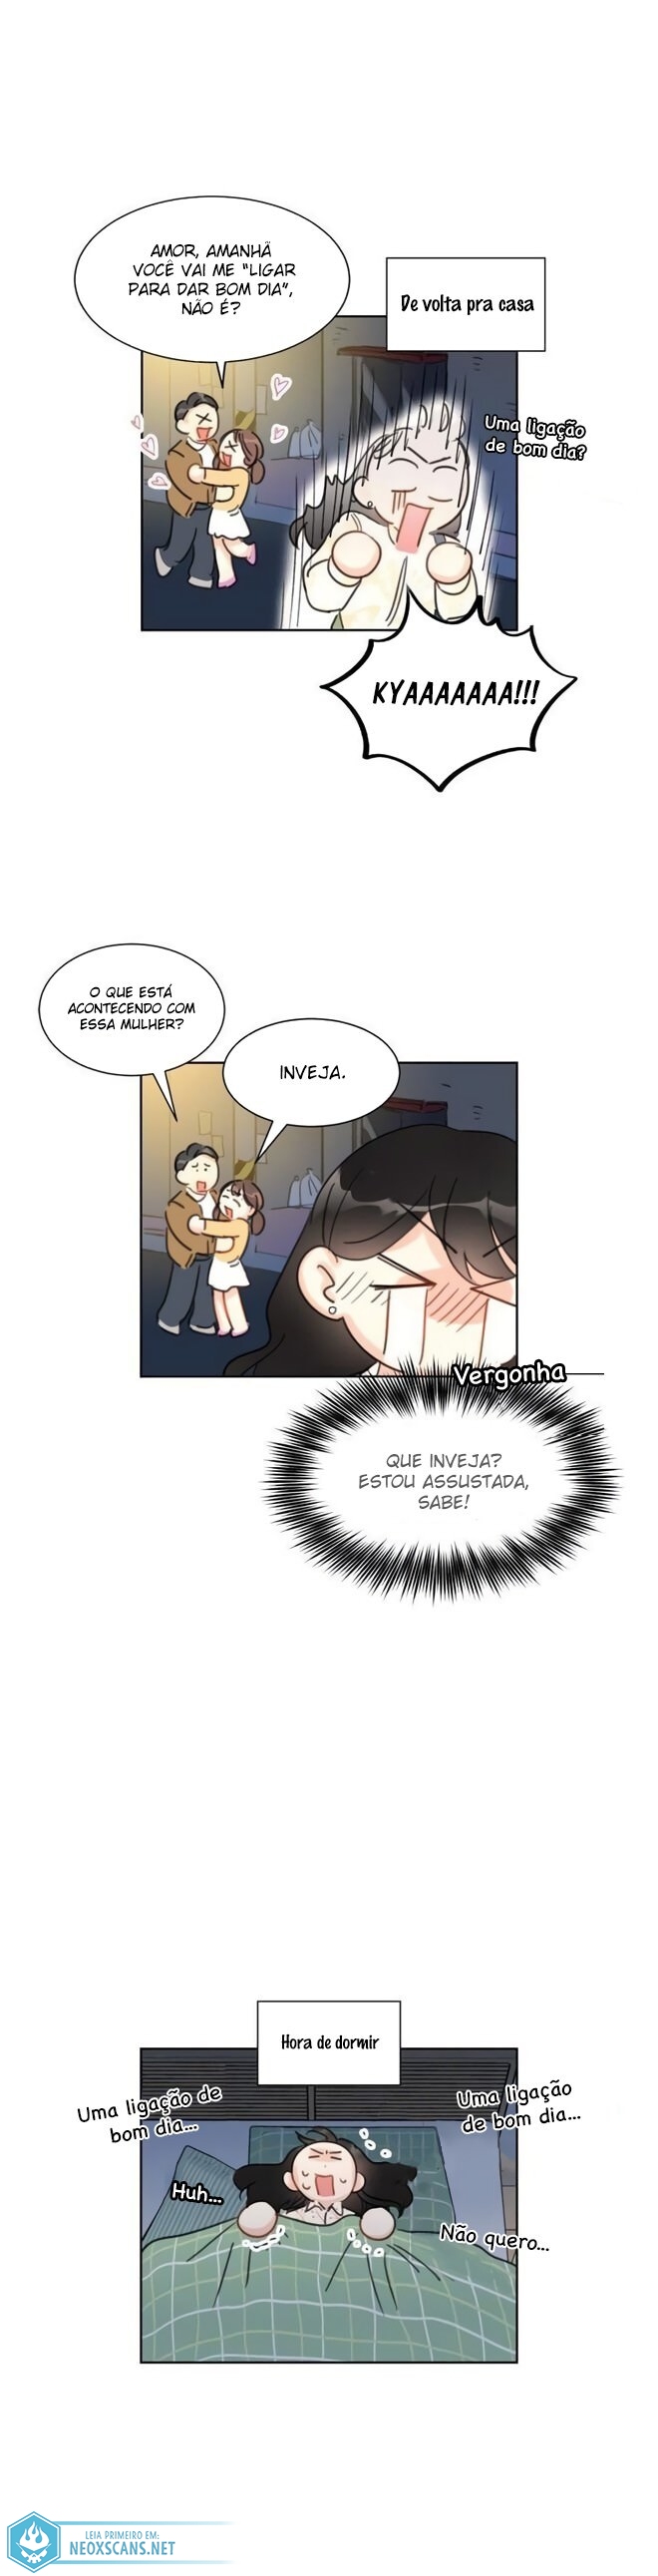 AMOR, AMANHÃ
VOCÊ VAI ME "LIGAR
PARA DAR BOM DIA",
NÃO É?
De volta pra casa
Uma ligação
de bom dia?
KYAAAAAAA!!!
O QUE ESTÁ
ACONTECENDO COM
ESSA MULHER?
INVEJA.
Vergonha
QUE INVEJA?
ESTOU ASSUSTADA,
SABE!
Hora de dormir
Uma ligação de
bom dia...
Uma ligação
de bom dia...
Huh...
Não quero...
LEIA PRIMEIRO EM:
NEOXSCANS.NET